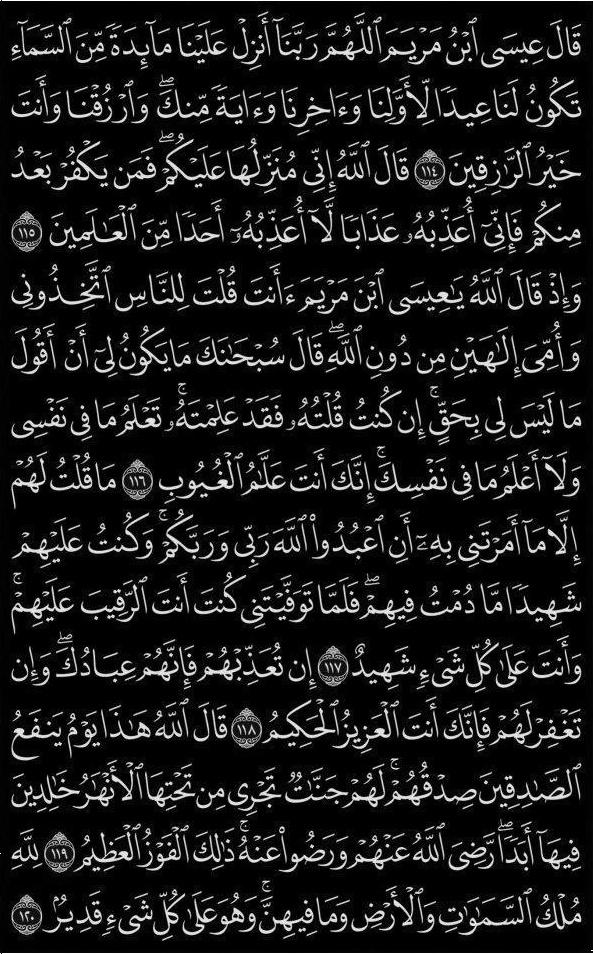 قَالَ عِيسَى ٱبۡنُ مَرۡيَمَ ٱللَّهُمَّ رَبَّنَآ أَنزِلۡ عَلَيۡنَا مَآئِدَةٗ مِّنَ ٱلسَّمَآءِ
تَكُونُ لَنَا عِيدٗا لِّأَوَّلِنَا وَءَاخِرِنَا وَءَايَةٗ مِّنكَۖ وَٱرۡزُقۡنَا وَأَنتَ
خَيۡرُ ٱلرَّٰزِقِينَ ١١٤ قَالَ ٱللَّهُ إِنِّي مُنَزِّلُهَا عَلَيۡكُمۡۖ فَمَن يَكۡفُرۡ بَعۡدُ
مِنكُمۡ فَإِنِّيٓ أُعَذِّبُهُۥ عَذَابٗا لَّآ أُعَذِّبُهُۥٓ أَحَدٗا مِّنَ ٱلۡعَٰلَمِينَ ١١٥
وَإِذۡ قَالَ ٱللَّهُ يَٰعِيسَى ٱبۡنَ مَرۡيَمَ ءَأَنتَ قُلۡتَ لِلنَّاسِ ٱتَّخِذُونِي
وَأُمِّيَ إِلَٰهَيۡنِ مِن دُونِ ٱللَّهِۖ قَالَ سُبۡحَٰنَكَ مَا يَكُونُ لِيٓ أَنۡ أَقُولَ
مَا لَيۡسَ لِي بِحَقٍّۚ إِن كُنتُ قُلۡتُهُۥ فَقَدۡ عَلِمۡتَهُۥۚ تَعۡلَمُ مَا فِي نَفۡسِي
وَلَآ أَعۡلَمُ مَا فِي نَفۡسِكَۚ إِنَّكَ أَنتَ عَلَّٰمُ ٱلۡغُيُوبِ ١١٦ مَا قُلۡتُ لَهُمۡ
إِلَّا مَآ أَمَرۡتَنِي بِهِۦٓ أَنِ ٱعۡبُدُواْ ٱللَّهَ رَبِّي وَرَبَّكُمۡۚ وَكُنتُ عَلَيۡهِمۡ
شَهِيدٗا مَّا دُمۡتُ فِيهِمۡۖ فَلَمَّا تَوَفَّيۡتَنِي كُنتَ أَنتَ ٱلرَّقِيبَ عَلَيۡهِمۡۚ
وَأَنتَ عَلَىٰ كُلِّ شَيۡءٖ شَهِيدٌ ١١٧ إِن تُعَذِّبۡهُمۡ فَإِنَّهُمۡ عِبَادُكَۖ وَإِن
تَغۡفِرۡ لَهُمۡ فَإِنَّكَ أَنتَ ٱلۡعَزِيزُ ٱلۡحَكِيمُ ١١٨ قَالَ ٱللَّهُ هَٰذَا يَوۡمُ يَنفَعُ
ٱلصَّٰدِقِينَ صِدۡقُهُمۡۚ لَهُمۡ جَنَّٰتٞ تَجۡرِي مِن تَحۡتِهَا ٱلۡأَنۡهَٰرُ خَٰلِدِينَ
فِيهَآ أَبَدٗاۖ رَّضِيَ ٱللَّهُ عَنۡهُمۡ وَرَضُواْ عَنۡهُۚ ذَٰلِكَ ٱلۡفَوۡزُ ٱلۡعَظِيمُ ١١٩ لِلَّهِ
مُلۡكُ ٱلسَّمَٰوَٰتِ وَٱلۡأَرۡضِ وَمَا فِيهِنَّۚ وَهُوَ عَلَىٰ كُلِّ شَيۡءٖ قَدِيرُۢ ١٢٠